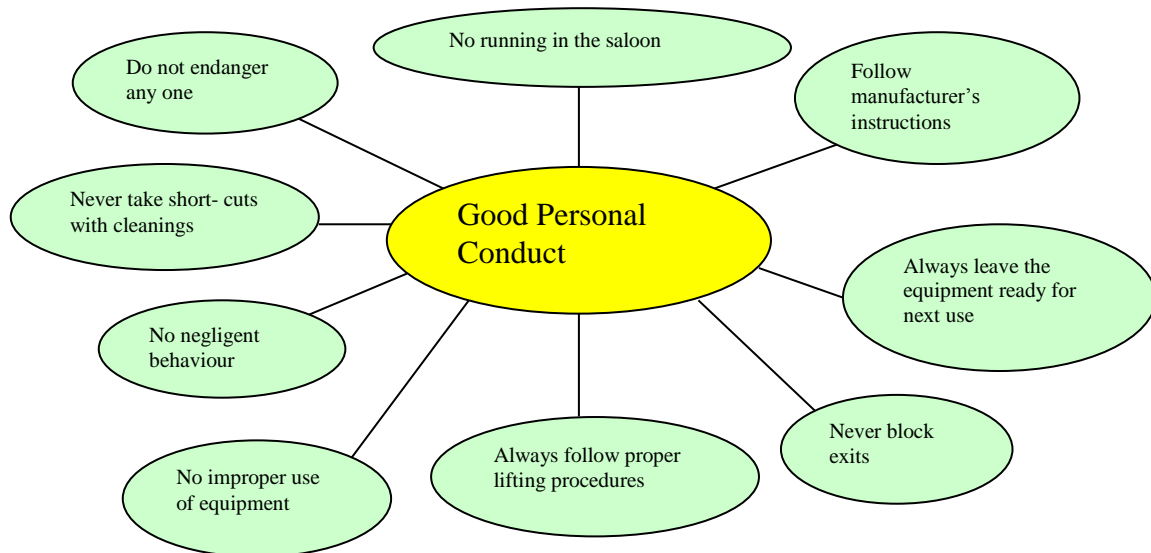 No running in the saloon
Do not endanger
any one
Follow
manufacturer’s
instructions
Never take short- cuts
with cleanings
Good Personal
Conduct
Always leave the
equipment ready for
next use
No negligent
behaviour
Never block
exits
Always follow proper
lifting procedures
No improper use
of equipment